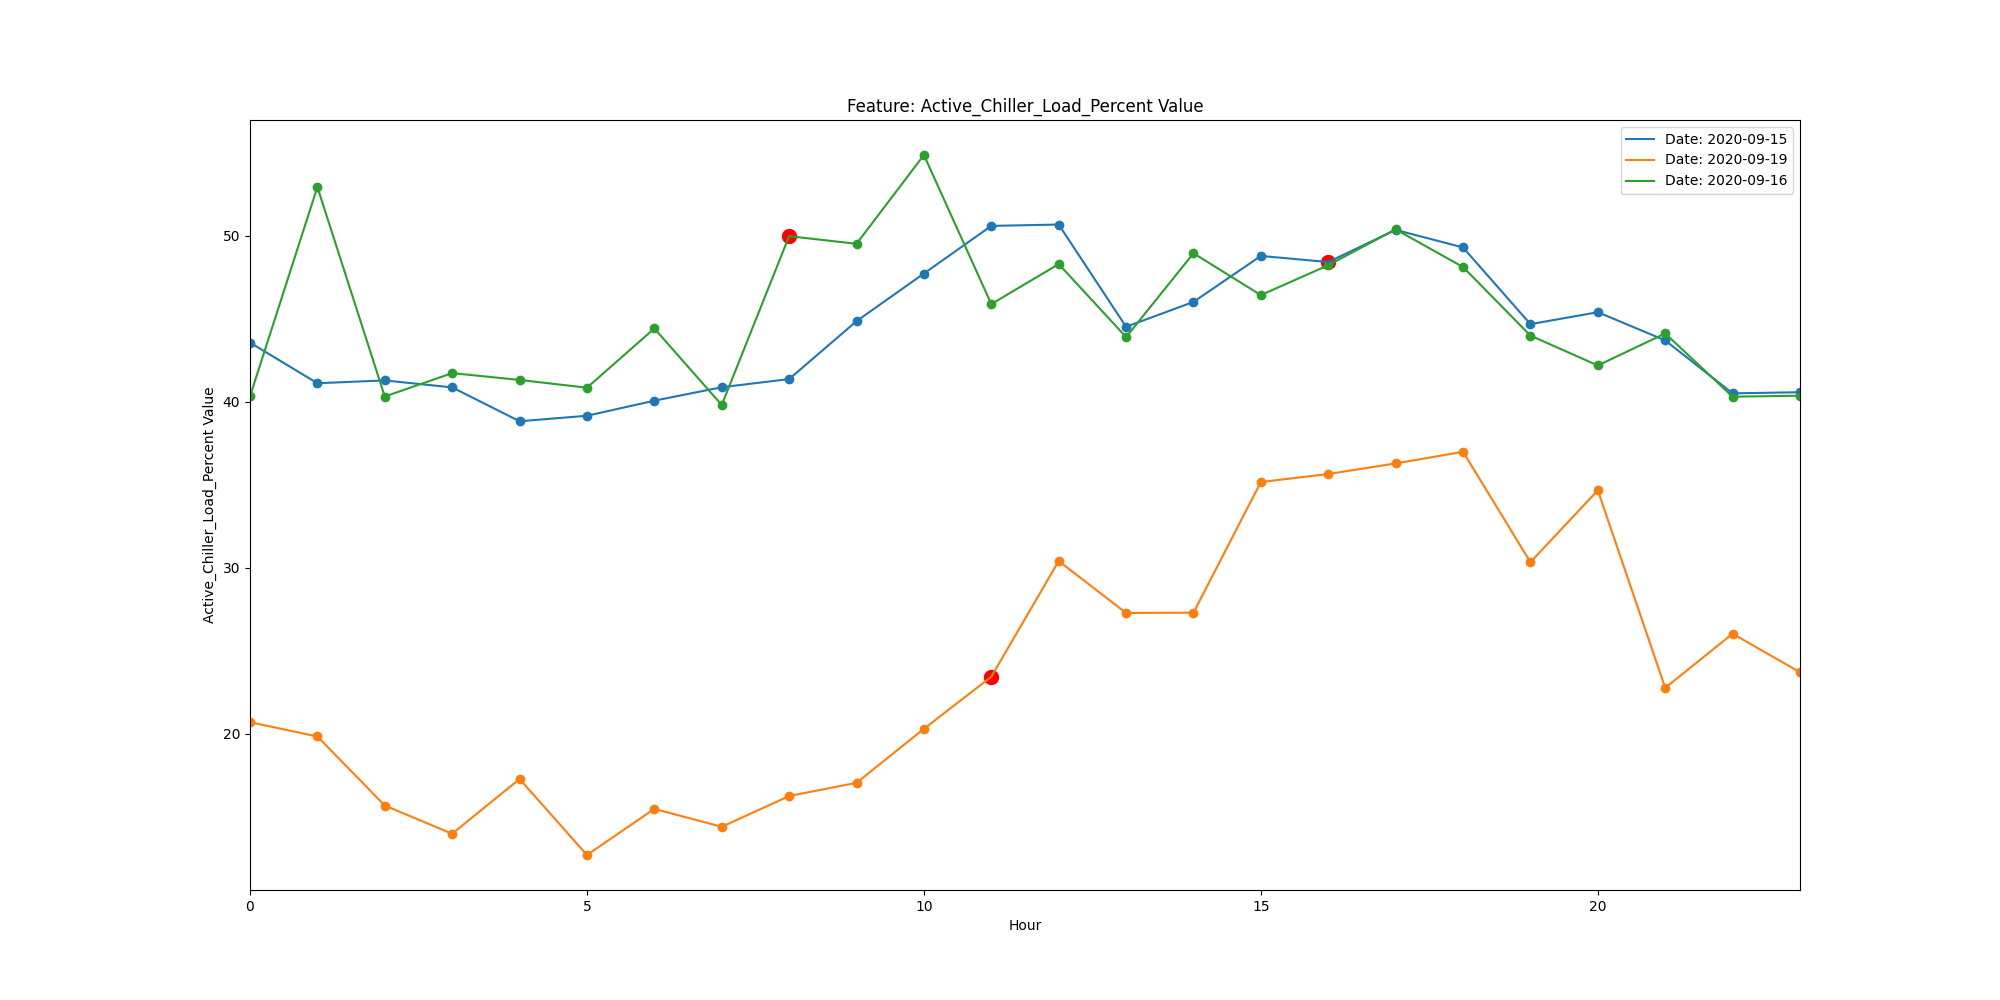 Feature: Active_Chiller_Load_Percent Value
Date: 2020-09-15
Date: 2020-09-19
Date: 2020-09-16
Active_Chiller_Load_Percent Value
50
40
30
20
0 5 10 15 20
Hour